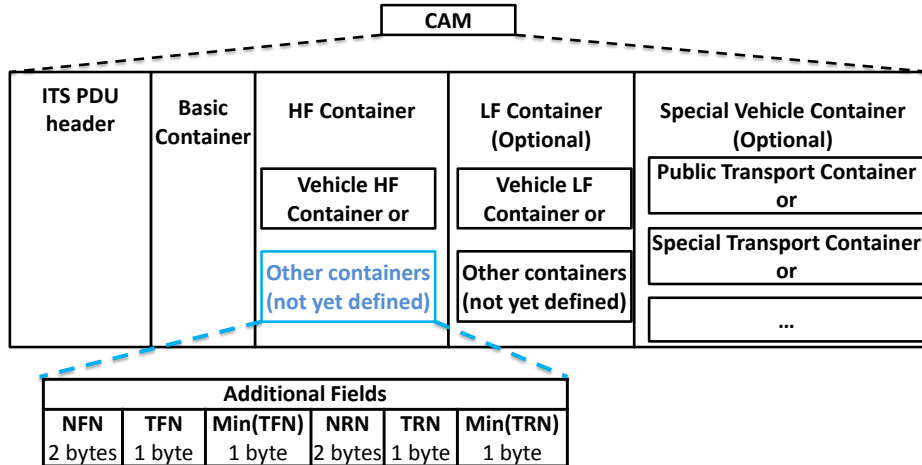 CAM
ITS PDU
header
Basic
Container
HF Container
Vehicle HF
Container or
Other containers
(not yet defined)
LF Container
(Optional)
Vehicle LF
Container or
Other containers
(not yet defined)
Special Vehicle Container
(Optional)
Public Transport Container
or
Special Transport Container
or
...
Additional Fields
NFN TFN Min(TFN) NRN TRN Min(TRN)
2 bytes 1 byte 1 byte 2 bytes 1 byte 1 byte